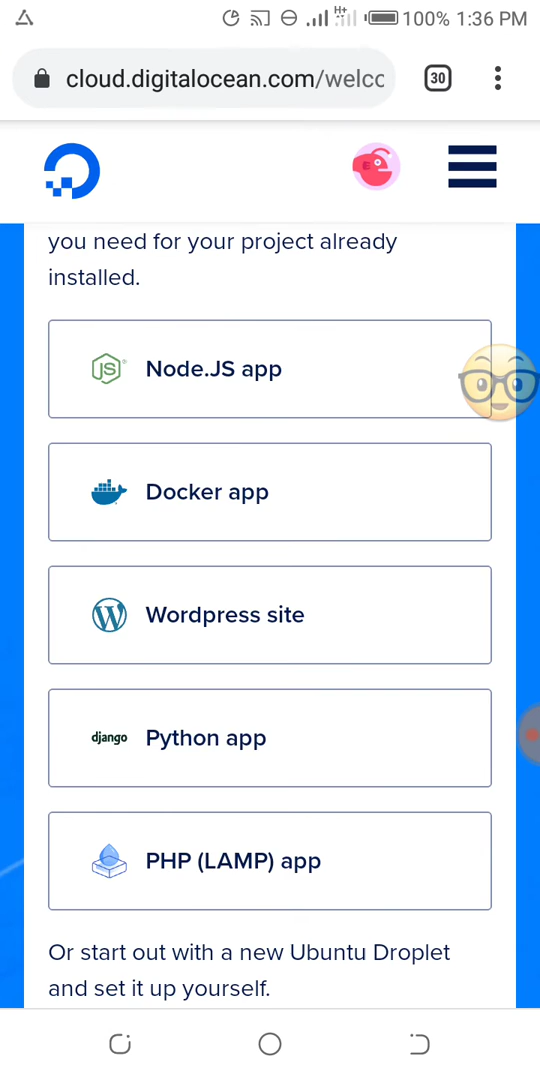 H+
100% 1:36 PM
cloud.digitalocean.com/welcc
30
you need for your project already
installed.
JS Node.JS app
Docker app
W Wordpress site
django Python app
PHP (LAMP) app
Or start out with a new Ubuntu Droplet
and set it up yourself.